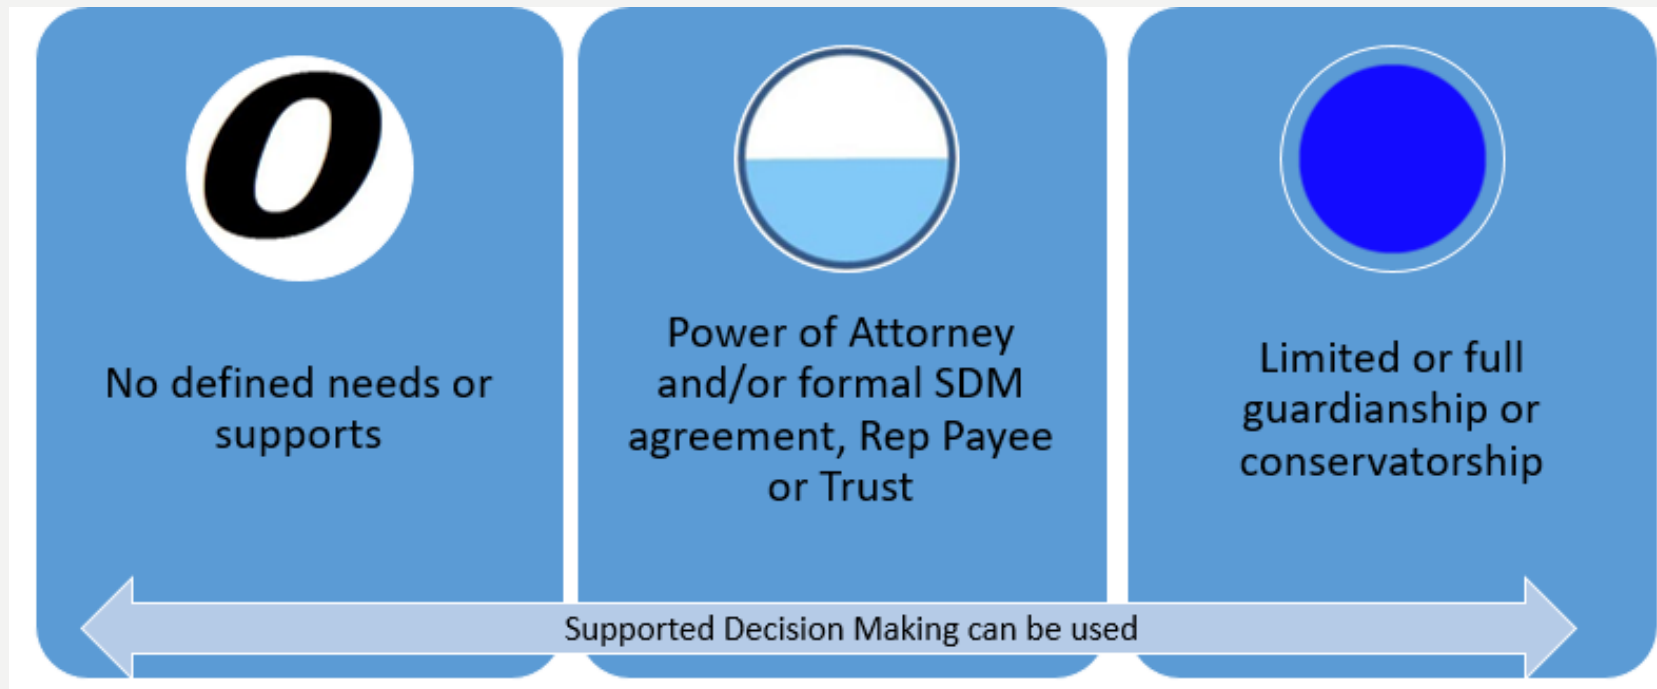 0
No defined needs or
supports
Power of Attorney
and/or formal SDM
agreement, Rep Payee
or Trust
Limited or full
guardianship or
conservatorship
Supported Decision Making can be used